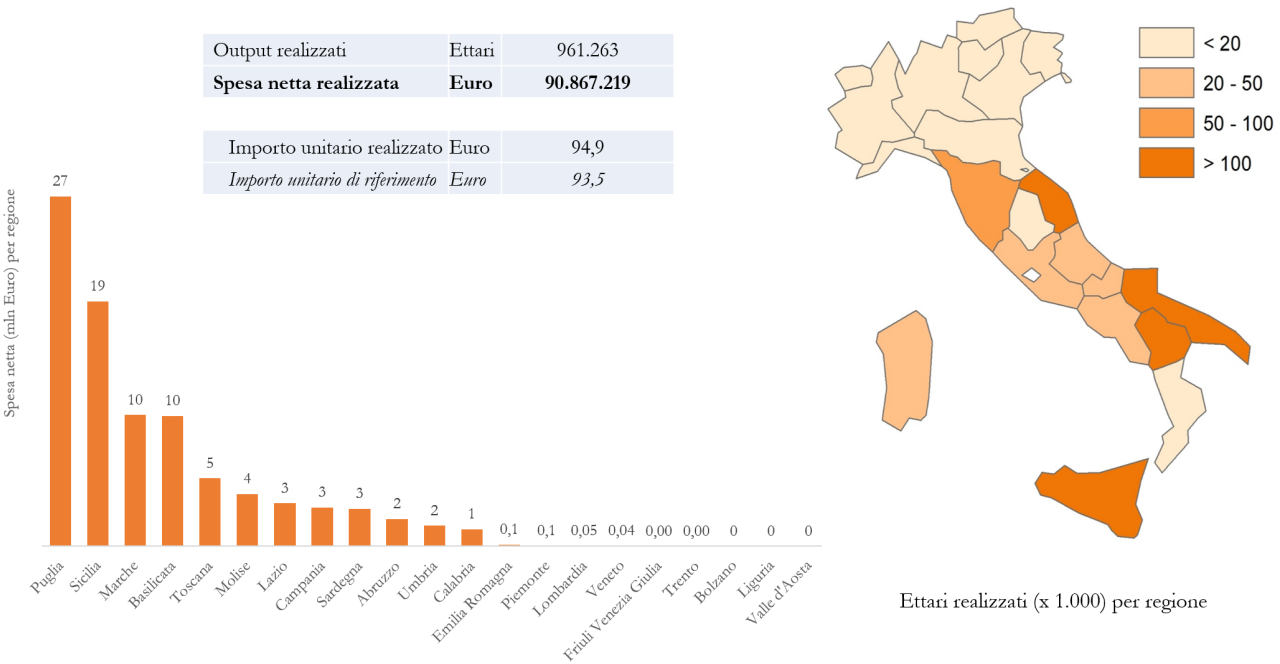 Output realizzati Ettari 961.263
Spesa netta realizzata Euro 90.867.219
Importo unitario realizzato Euro 94,9
Importo unitario di riferimento Euro 93,5
Spesa netta (mln Euro) per regione
27
19
10
10
5
4
3
3
3
2
2
1
0,1
0,1
0,05
0,04
0,00
0,00
0
0
0
Puglia
Sicilia
Marche
Basilicata
Toscana
Molise
Lazio
Campania
Sardegna
Abruzzo
Umbria
Calabria
Emilia Romagna
Piemonte
Lombardia
Veneto
Friuli Venezia Giulia
Trento
Bolzano
Liguria
Valle d'Aosta
< 20
20 - 50
50 - 100
> 100
Ettari realizzati (x 1.000) per regione